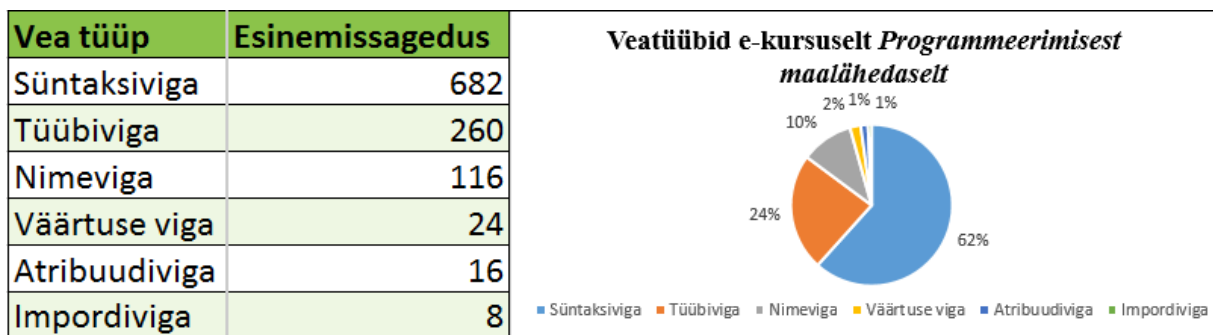 Vea tüüp Esinemissagedus
Süntaksiviga 682
Tüübiviga 260
Nimeviga 116
Väärtuse viga 24
Atribuudiviga 16
Impordiviga 8
Veatüübid e-kursuselt Programmeerimisest
maalähedaselt
2% 1% 1%
10%
24%
62%
Süntaksiviga Tüübiviga Nimeviga Väärtuse viga Atribuudiviga Impordiviga